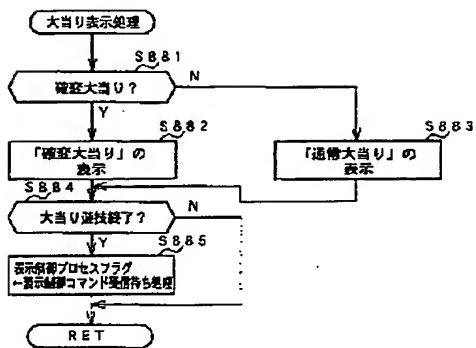 大当り表示処理
S881
確変大当り?
N
Y
S882
S883
「確変大当り」の
表示
「通常大当り」の
表示
S884
大当り遊技終了?
N
Y
S885
表示制御プロセスフラグ
←表示制御コマンド受信待ち処理
RET